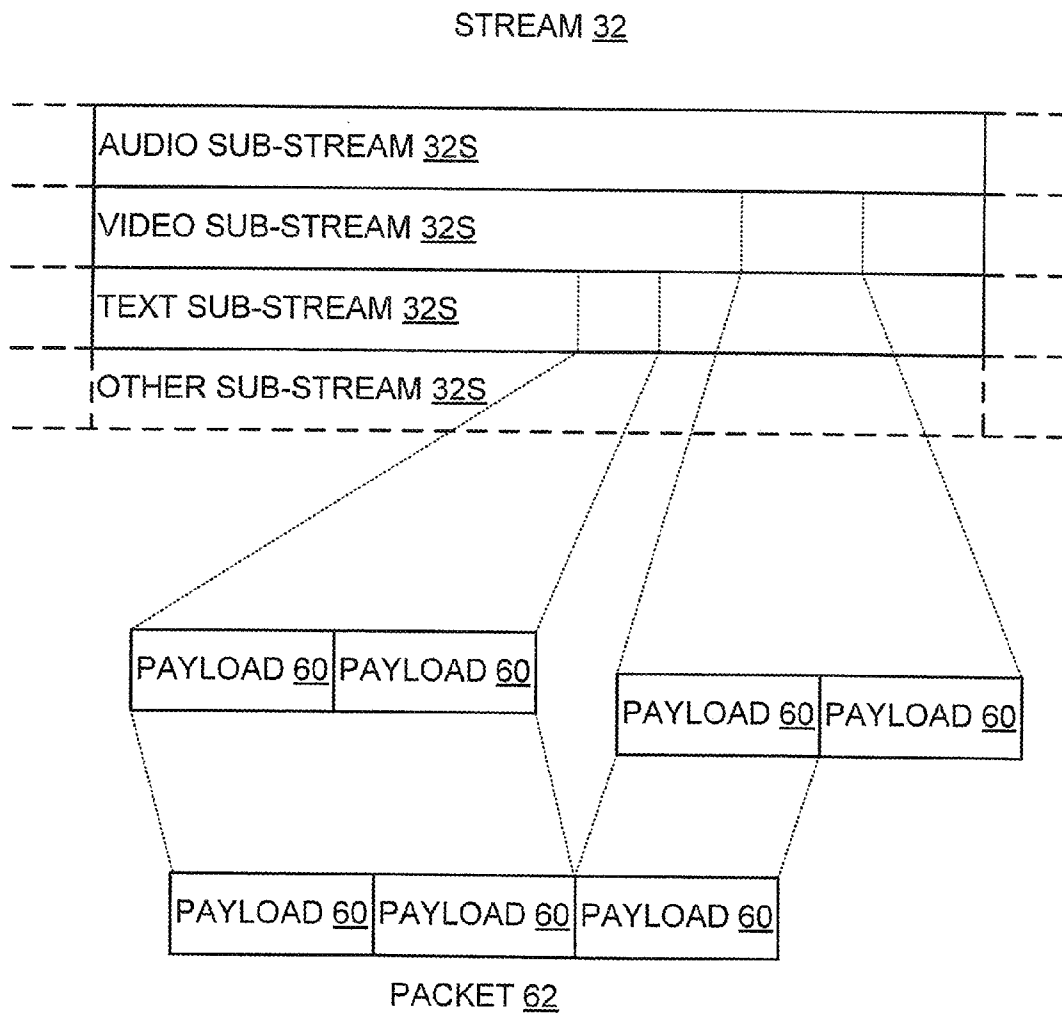 STREAM 32
AUDIO SUB-STREAM 32S
VIDEO SUB-STREAM 32S
TEXT SUB-STREAM 32S
OTHER SUB-STREAM 32S
PAYLOAD 60 PAYLOAD 60
PAYLOAD 60 PAYLOAD 60
PAYLOAD 60 PAYLOAD 60 PAYLOAD 60
PACKET 62